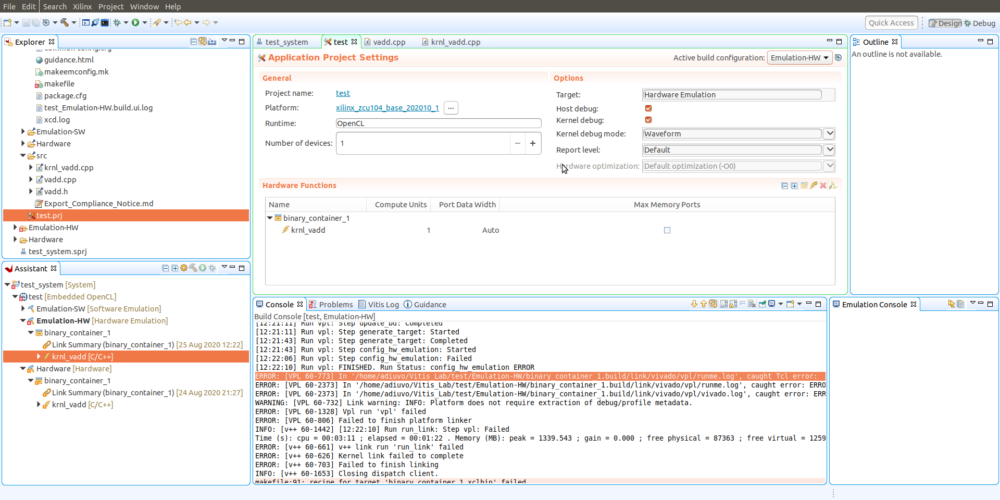 File Edit Search Xilinx Project Window Help
Quick Access
Design
Debug
Explorer
common-config.cfg
guidance.html
makeemconfig.mk
makefile
package.cfg
test_Emulation-HW.build.ui.log
xcd.log
Emulation-SW
Hardware
src
krnl_vadd.cpp
vadd.cpp
vadd.h
Export_Compliance_Notice.md
test.prj
Emulation-HW
Hardware
test_system.sprj
Assistant
test_system [System]
test [Embedded OpenCL]
Emulation-SW [Software Emulation]
Emulation-HW [Hardware Emulation]
binary_container_1
Link Summary (binary_container_1) [25 Aug 2020 12:22]
krnl_vadd [C/C++]
Hardware [Hardware]
binary_container_1
Link Summary (binary_container_1) [24 Aug 2020 21:27]
krnl_vadd [C/C++]
test_system test vadd.cpp krnl_vadd.cpp
Application Project Settings
Active build configuration: Emulation-HW
General
Project name: test
Platform: xilinx_zcu104_base_202010_1 ...
Runtime: OpenCL
Number of devices: 1 − +
Options
Target: Hardware Emulation
Host debug:
Kernel debug:
Kernel debug mode: Waveform
Report level: Default
Hardware optimization: Default optimization (-O0)
Hardware Functions
Name Compute Units Port Data Width Max Memory Ports
binary_container_1
krnl_vadd 1 Auto
Outline
An outline is not available.
Console Problems Vitis Log Guidance
Build Console [test, Emulation-HW]
[12:21:11] Run vpl: Step update_bd: Completed
[12:21:11] Run vpl: Step generate_target: Started
[12:21:43] Run vpl: Step generate_target: Completed
[12:21:43] Run vpl: Step config_hw_emulation: Started
[12:22:06] Run vpl: Step config_hw_emulation: Failed
[12:22:10] Run vpl: FINISHED. Run Status: config_hw_emulation ERROR
ERROR: [VPL 60-773] In '/home/adiuvo/Vitis_Lab/test/Emulation-HW/binary_container_1.build/link/vivado/vpl/runme.log', caught Tcl error:
ERROR: [VPL 60-2373] In '/home/adiuvo/Vitis_Lab/test/Emulation-HW/binary_container_1.build/link/vivado/vpl/runme.log', caught error: ERRO
ERROR: [VPL 60-2373] In '/home/adiuvo/Vitis_Lab/test/Emulation-HW/binary_container_1.build/link/vivado/vpl/vivado.log', caught error: ERR
WARNING: [VPL 60-732] Link warning: INFO: Platform does not require extraction of debug/profile metadata.
ERROR: [VPL 60-1328] Vpl run 'vpl' failed
ERROR: [VPL 60-806] Failed to finish platform linker
INFO: [v++ 60-1442] [12:22:10] Run run_link: Step vpl: Failed
Time (s): cpu = 00:03:11 ; elapsed = 00:01:22 . Memory (MB): peak = 1339.543 ; gain = 0.000 ; free physical = 87363 ; free virtual = 1259
ERROR: [v++ 60-661] v++ link run 'run_link' failed
ERROR: [v++ 60-626] Kernel link failed to complete
ERROR: [v++ 60-703] Failed to finish linking
INFO: [v++ 60-1653] Closing dispatch client.
makefile:91: recipe for target 'binary_container_1.xclbin' failed
Emulation Console